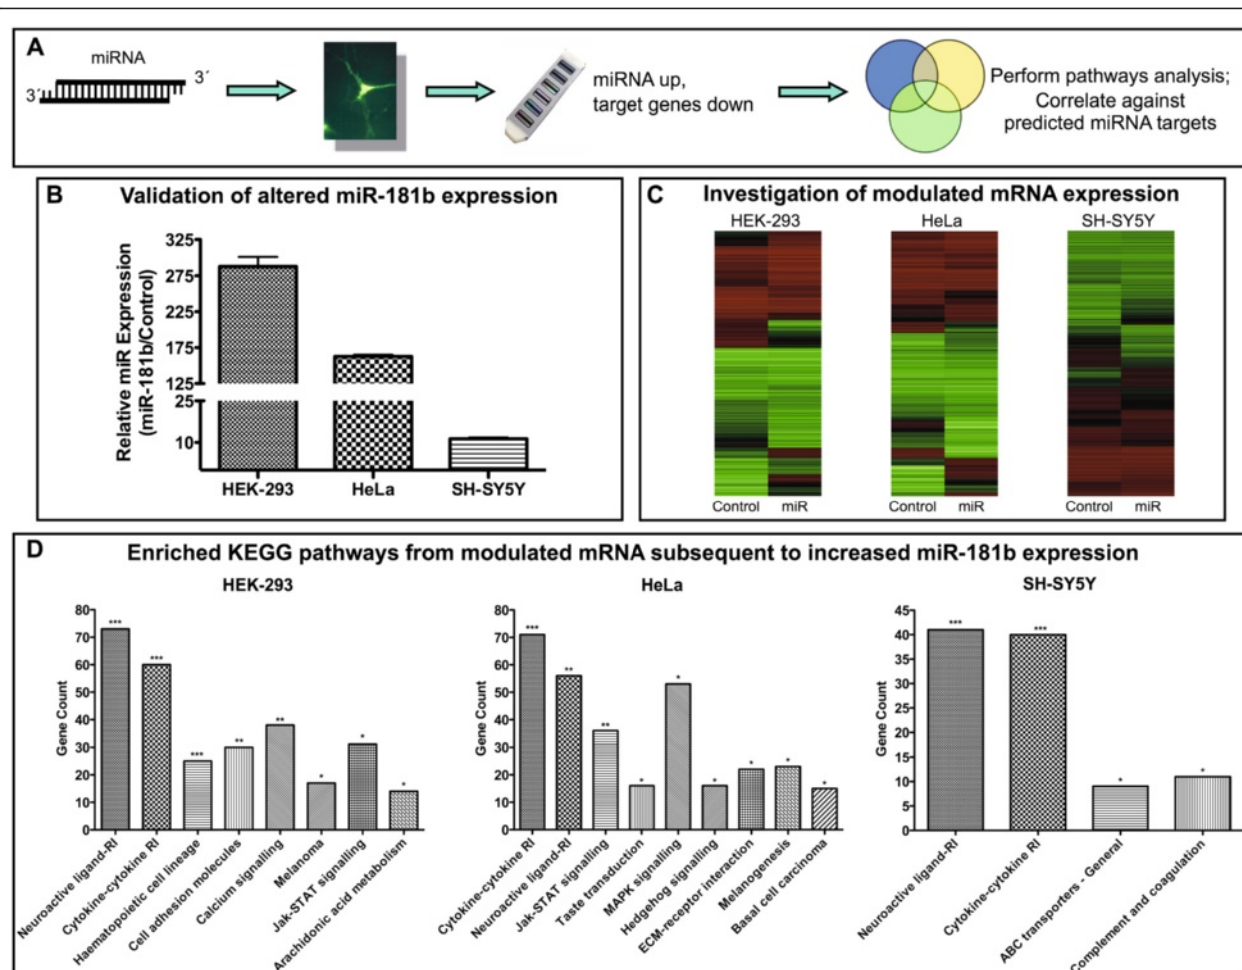 A
miRNA
3´
3´
miRNA up,
target genes down
Perform pathways analysis;
Correlate against
predicted miRNA targets
B
Validation of altered miR-181b expression
Relative miR Expression
(miR-181b/Control)
325
275
225
175
125
25
10
HEK-293
HeLa
SH-SY5Y
C
Investigation of modulated mRNA expression
HEK-293
HeLa
SH-SY5Y
Control
miR
Control
miR
Control
miR
D
Enriched KEGG pathways from modulated mRNA subsequent to increased miR-181b expression
HEK-293
Gene Count
80
70
60
50
40
30
20
10
0
***
***
***
**
**
*
*
*
Neuroactive ligand-RI
Cytokine-cytokine RI
Haematopoietic cell lineage
Cell adhesion molecules
Calcium signalling
Melanoma
Jak-STAT signalling
Arachidonic acid metabolism
HeLa
Gene Count
80
70
60
50
40
30
20
10
0
***
**
**
*
*
*
*
*
*
Cytokine-cytokine RI
Neuroactive ligand-RI
Jak-STAT signalling
Taste transduction
MAPK signalling
Hedgehog signalling
ECM-receptor interaction
Melanogenesis
Basal cell carcinoma
SH-SY5Y
Gene Count
45
40
35
30
25
20
15
10
5
0
***
***
*
*
Neuroactive ligand-RI
Cytokine-cytokine RI
ABC transporters - General
Complement and coagulation